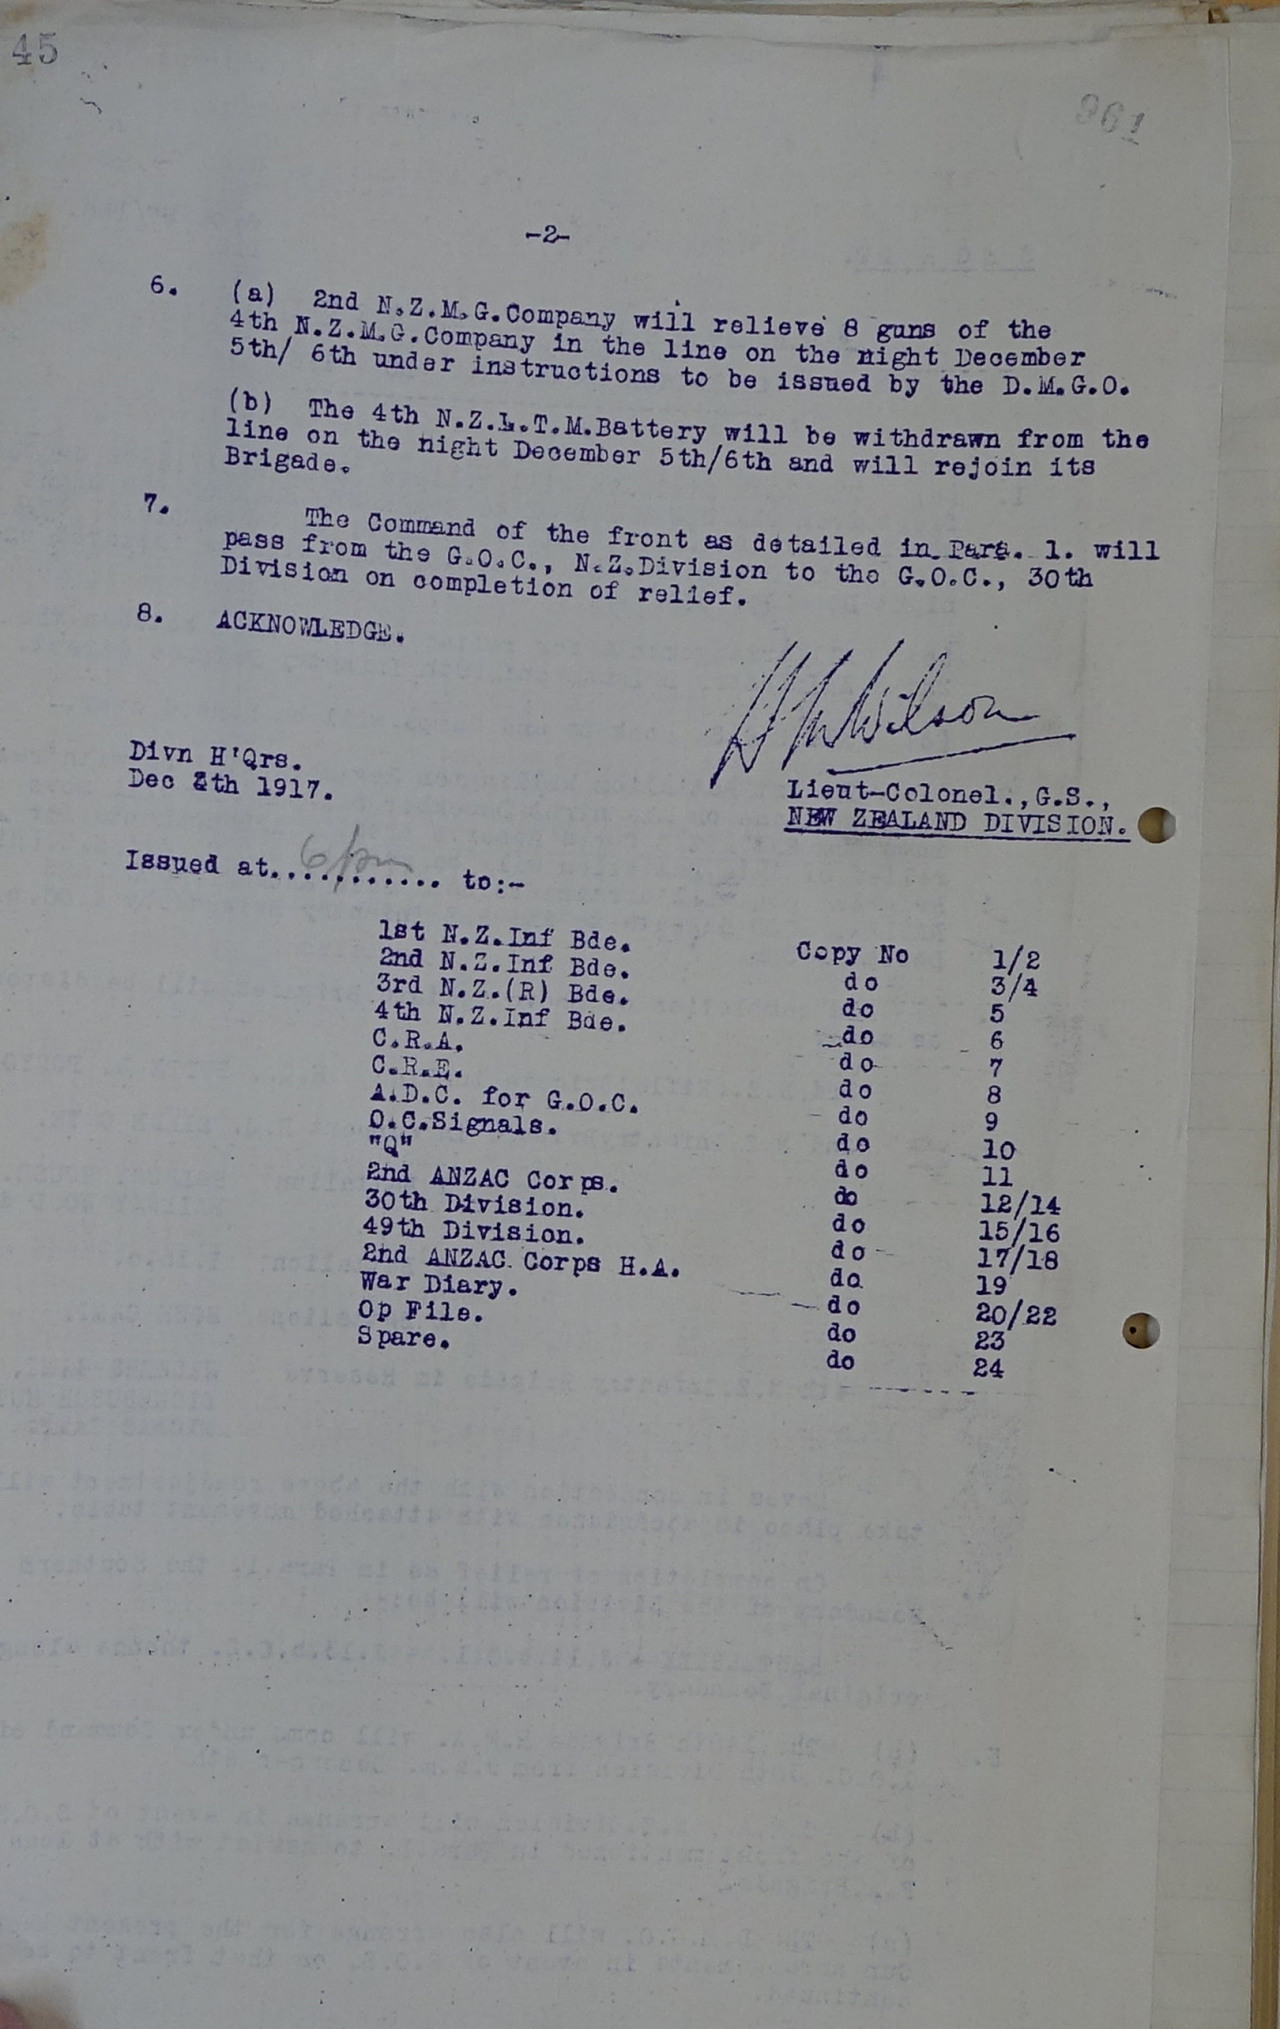 45
961
-2-
6. (a) 2nd N.Z.M.G.Company will relieve 8 guns of the
4th N.Z.M.G.Company in the line on the night December
5th/ 6th under instructions to be issued by the D.M.G.O.
(b) The 4th N.Z.L.T.M.Battery will be withdrawn from the
line on the night December 5th/6th and will rejoin its
Brigade.
7. The Command of the front as detailed in Para. 1. will
pass from the G.O.C., N.Z.Division to the G.O.C., 30th
Division on completion of relief.
8. ACKNOWLEDGE.
Wilson
Divn H'Qrs.
Dec th 1917.
Lieut-Colonel.,G.S.,
NEW ZEALAND DIVISION.
Issued at...6pm... to:-
1st N.Z.Inf Bde. Copy No 1/2
2nd N.Z.Inf Bde. do 3/4
3rd N.Z.(R) Bde. do 5
4th N.Z.Inf Bde. do 6
C.R.A. do 7
C.R.E. do 8
A.D.C. for G.O.C. do 9
O.C.Signals. do 10
"Q" do 11
2nd ANZAC Corps. do 12/14
30th Division. do 15/16
49th Division. do 17/18
2nd ANZAC Corps H.A. do 19
War Diary. do 20/22
Op File. do 23
Spare. do 24